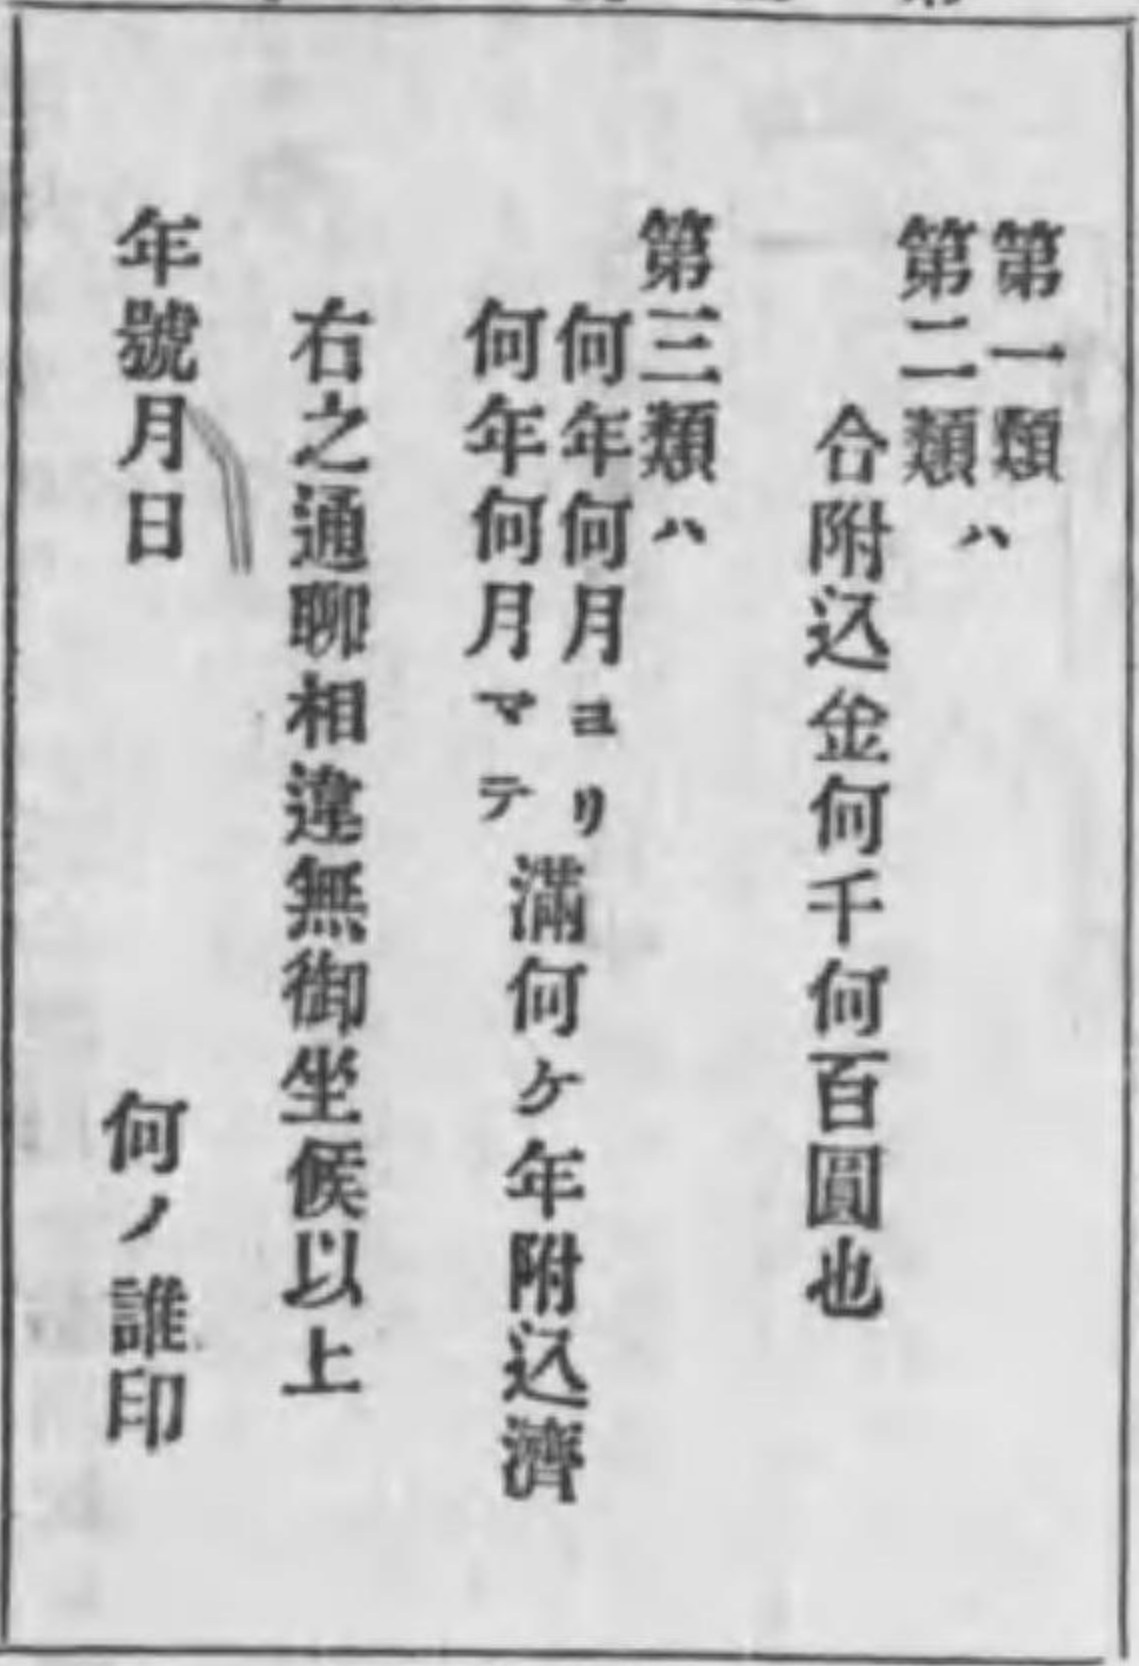 第一類
第二類ハ
合附込金何千何百圓也
第三類ハ
何年何月ヨリ
何年何月マテ
滿何ケ年附込濟
右之通聊相違無御坐候以上
年號月日
何ノ誰印